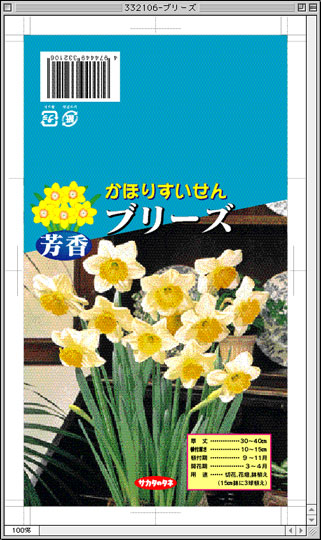 332106-ブリーズ
4 974449 332106
かほりすいせん
ブリーズ
芳香
草 丈 ・・・・・・・・・・・・ 30〜40cm
植付深さ ・・・・・・・・・・・・ 10〜15cm
植付期 ・・・・・・・・・・・・ 9〜11月
開花期 ・・・・・・・・・・・・ 3〜4月
用 途 ・・・・ 切花、花壇、鉢植え
(15cm鉢に3球植え)
サカタのタネ
100%